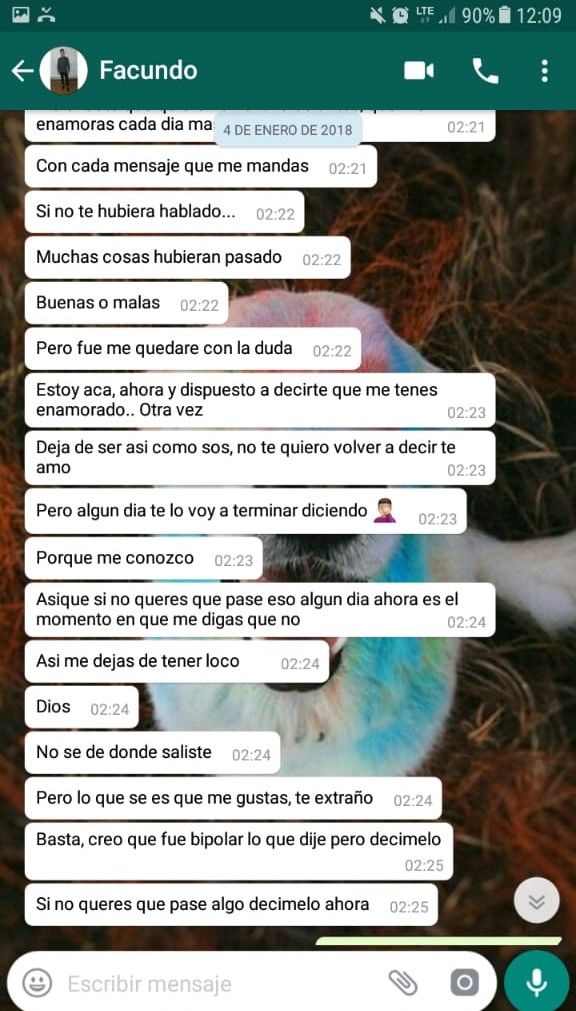 LTE 90% 12:09
Facundo
enamoras cada dia ma
4 DE ENERO DE 2018
02:21
Con cada mensaje que me mandas 02:21
Si no te hubiera hablado... 02:22
Muchas cosas hubieran pasado 02:22
Buenas o malas 02:22
Pero fue me quedare con la duda 02:22
Estoy aca, ahora y dispuesto a decirte que me tenes
enamorado.. Otra vez 02:23
Deja de ser asi como sos, no te quiero volver a decir te
amo 02:23
Pero algun dia te lo voy a terminar diciendo 🤦 02:23
Porque me conozco 02:23
Asique si no queres que pase eso algun dia ahora es el
momento en que me digas que no 02:24
Asi me dejas de tener loco 02:24
Dios 02:24
No se de donde saliste 02:24
Pero lo que se es que me gustas, te extraño 02:24
Basta, creo que fue bipolar lo que dije pero decimelo
02:25
Si no queres que pase algo decimelo ahora 02:25
Escribir mensaje